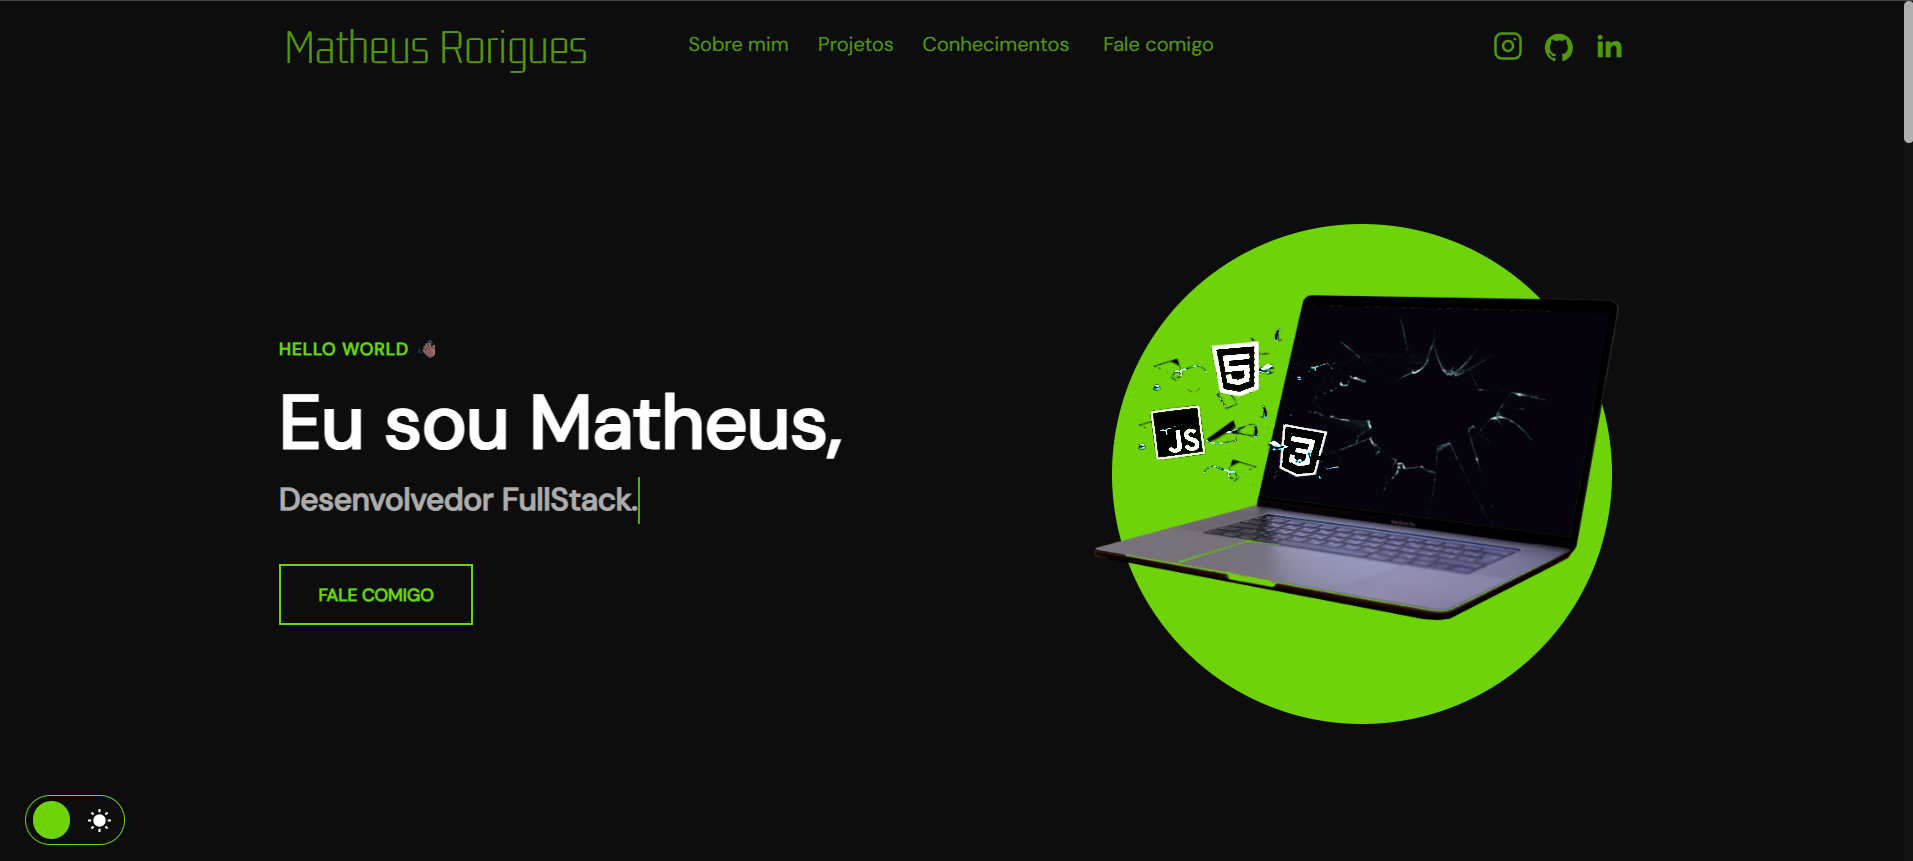 Matheus Rorigues
Sobre mim Projetos Conhecimentos Fale comigo
HELLO WORLD 👋🏽
Eu sou Matheus,
Desenvolvedor FullStack.
FALE COMIGO
5
JS
3